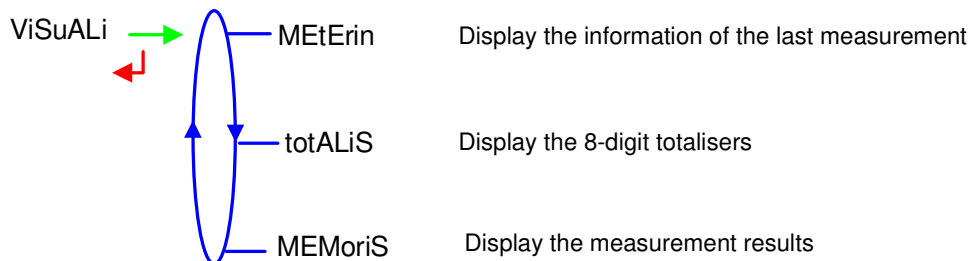 ViSuALi
MEtErin Display the information of the last measurement
totALiS Display the 8-digit totalisers
MEMoriS Display the measurement results